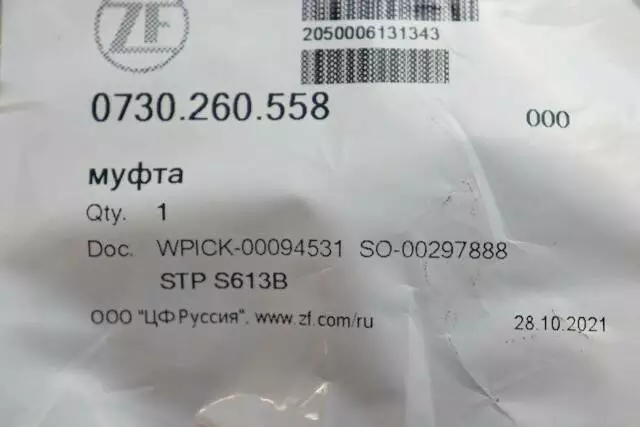 ZF
2050006131343
0730.260.558 000
муфта
Qty. 1
Doc. WPICK-00094531 SO-00297888
STP S613B
ООО "ЦФ Руссия". www.zf.com/ru 28.10.2021